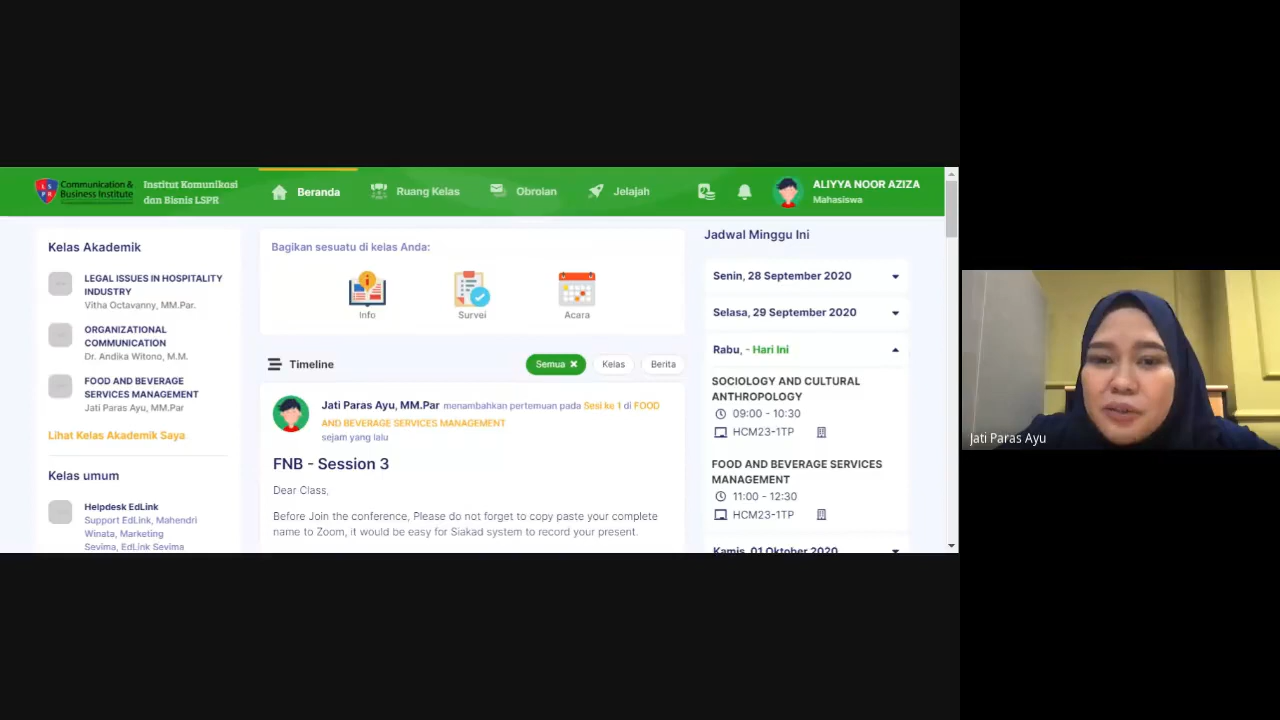 Communication &
Business Institute
Institut Komunikasi
dan Bisnis LSPR
Beranda
Ruang Kelas
Obrolan
Jelajah
ALIYYA NOOR AZIZA
Mahasiswa
Kelas Akademik
LEGAL ISSUES IN HOSPITALITY
INDUSTRY
Vitha Octavanny, MM.Par.
ORGANIZATIONAL
COMMUNICATION
Dr. Andika Witono, M.M.
FOOD AND BEVERAGE
SERVICES MANAGEMENT
Jati Paras Ayu, MM.Par
Lihat Kelas Akademik Saya
Kelas umum
Helpdesk EdLink
Support EdLink, Mahendri
Winata, Marketing
Sevima, EdLink Sevima
Bagikan sesuatu di kelas Anda:
Info
Survei
Acara
Timeline
Semua ×
Kelas
Berita
Jati Paras Ayu, MM.Par menambahkan pertemuan pada Sesi ke 1 di FOOD
AND BEVERAGE SERVICES MANAGEMENT
sejam yang lalu
FNB - Session 3
Dear Class,
Before Join the conference, Please do not forget to copy paste your complete
name to Zoom, it would be easy for Siakad system to record your present.
Jadwal Minggu Ini
Senin, 28 September 2020
Selasa, 29 September 2020
Rabu, - Hari Ini
SOCIOLOGY AND CULTURAL
ANTHROPOLOGY
09:00 - 10:30
HCM23-1TP
FOOD AND BEVERAGE SERVICES
MANAGEMENT
11:00 - 12:30
HCM23-1TP
Kamis, 01 Oktober 2020
Jati Paras Ayu